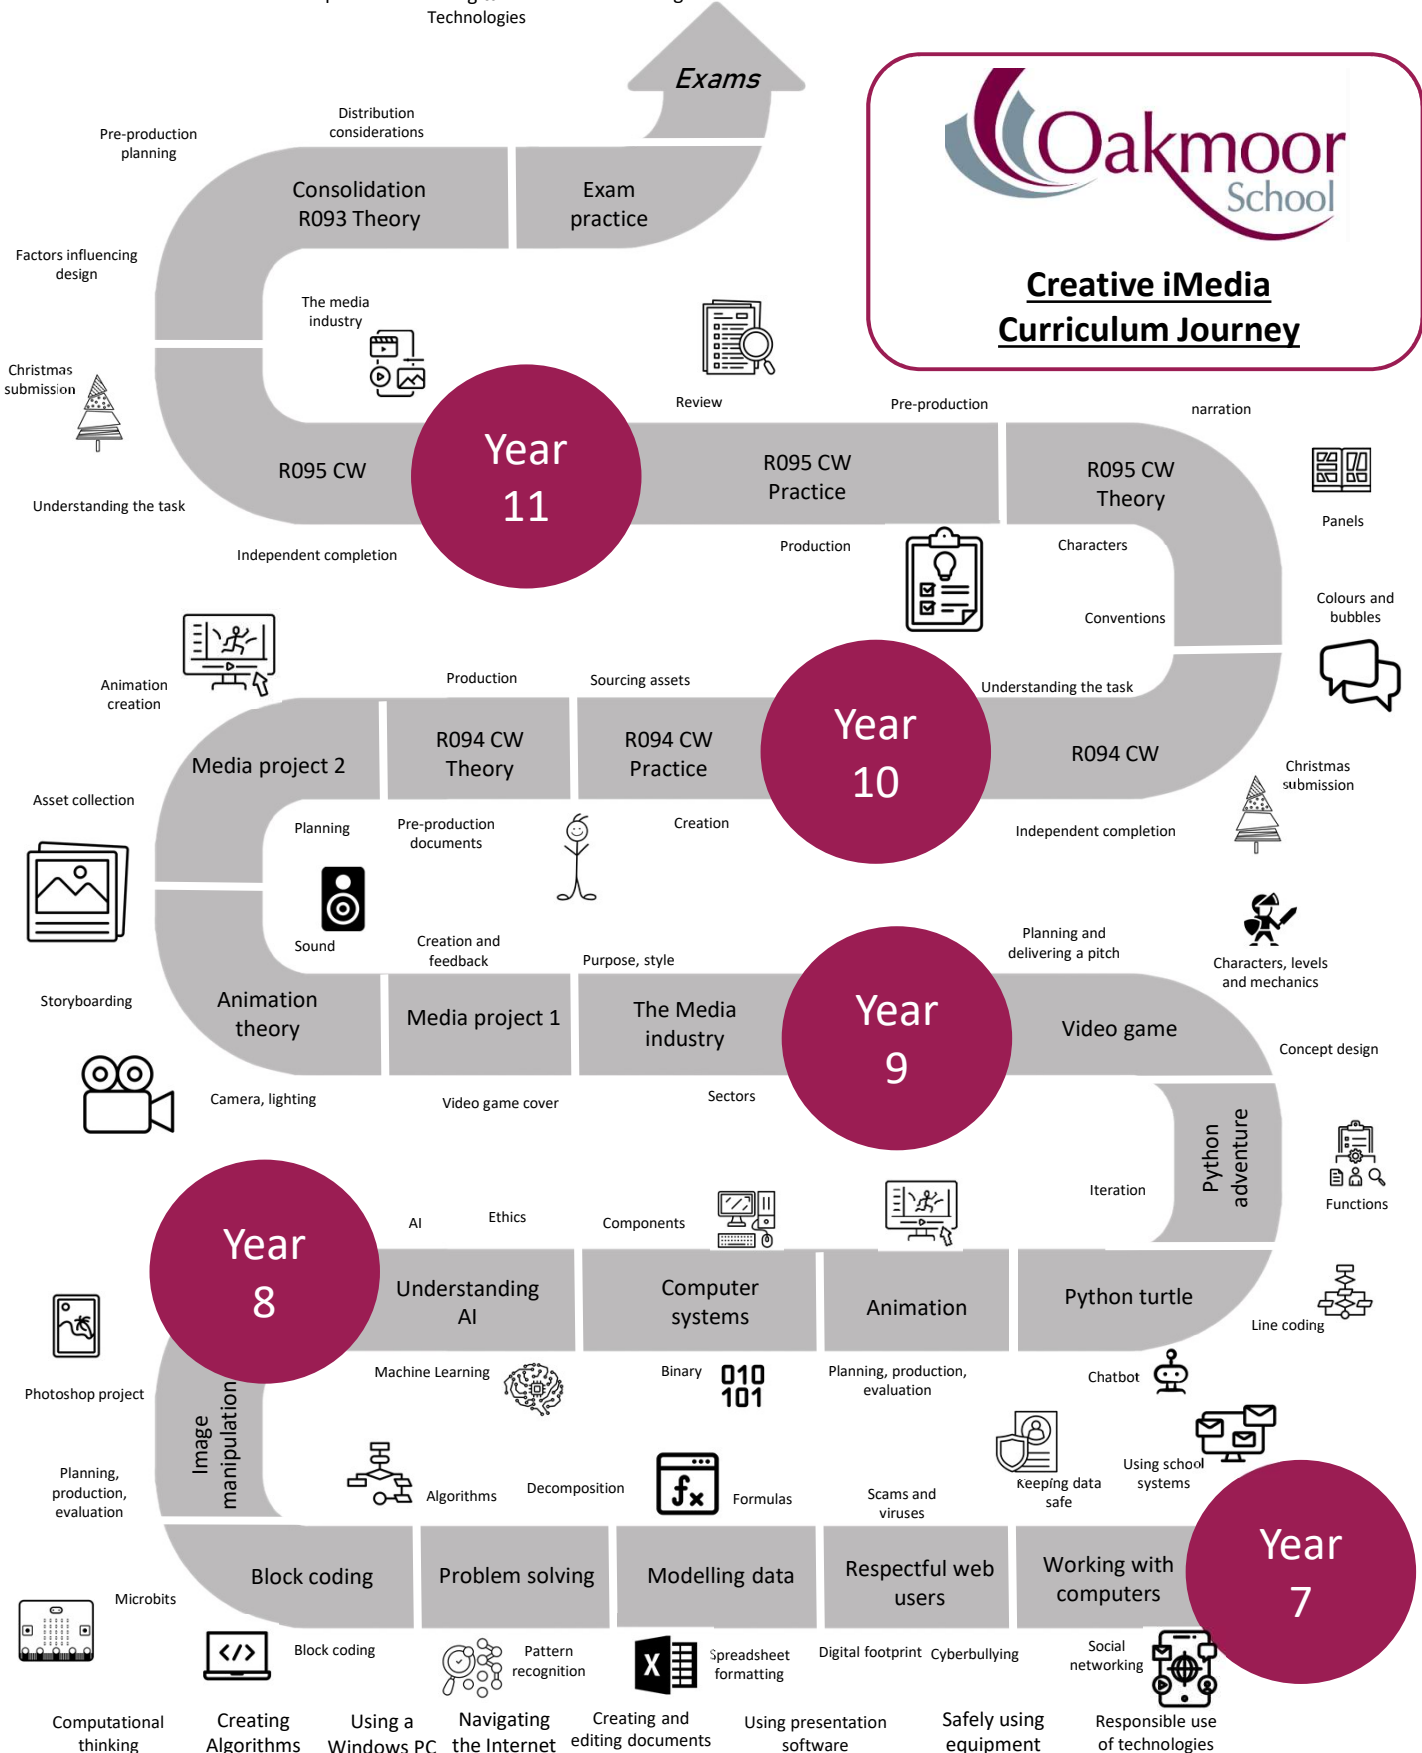 Technologies
Exams
Distribution
considerations
Pre-production
planning
Consolidation
R093 Theory
Exam
practice
Oakmoor
School
Creative iMedia
Curriculum Journey
Factors influencing
design
The media
industry
Christmas
submission
Review
Pre-production
narration
R095 CW
Year
11
R095 CW
Practice
R095 CW
Theory
Panels
Understanding the task
Independent completion
Production
Characters
Conventions
Colours and
bubbles
Animation
creation
Production
Sourcing assets
Understanding the task
Media project 2
R094 CW
Theory
R094 CW
Practice
Year
10
R094 CW
Christmas
submission
Asset collection
Planning
Pre-production
documents
Creation
Independent completion
Sound
Creation and
feedback
Purpose, style
Planning and
delivering a pitch
Characters, levels
and mechanics
Storyboarding
Animation
theory
Media project 1
The Media
industry
Year
9
Video game
Concept design
Camera, lighting
Video game cover
Sectors
Python
adventure
Iteration
Functions
Year
8
AI
Ethics
Components
Understanding
AI
Computer
systems
Animation
Python turtle
Line coding
Machine Learning
Binary
010
101
Planning, production,
evaluation
Chatbot
Photoshop project
Image
manipulation
Planning,
production,
evaluation
Algorithms
Decomposition
fx
Formulas
Scams and
viruses
Keeping data
safe
Using school
systems
Block coding
Problem solving
Modelling data
Respectful web
users
Working with
computers
Year
7
Microbits
</>
Block coding
Pattern
recognition
X
Spreadsheet
formatting
Digital footprint
Cyberbullying
Social
networking
Computational
thinking
Creating
Algorithms
Using a
Windows PC
Navigating
the Internet
Creating and
editing documents
Using presentation
software
Safely using
equipment
Responsible use
of technologies